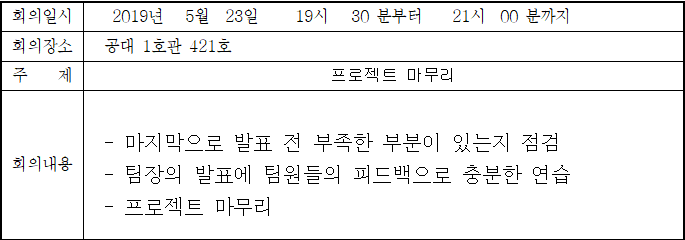 회의일시 2019년 5월 23일 19시 30 분부터 21시 00 분까지
회의장소 공대 1호관 421호
주 제 프로젝트 마무리
- 마지막으로 발표 전 부족한 부분이 있는지 점검
회의내용 - 팀장의 발표에 팀원들의 피드백으로 충분한 연습
- 프로젝트 마무리